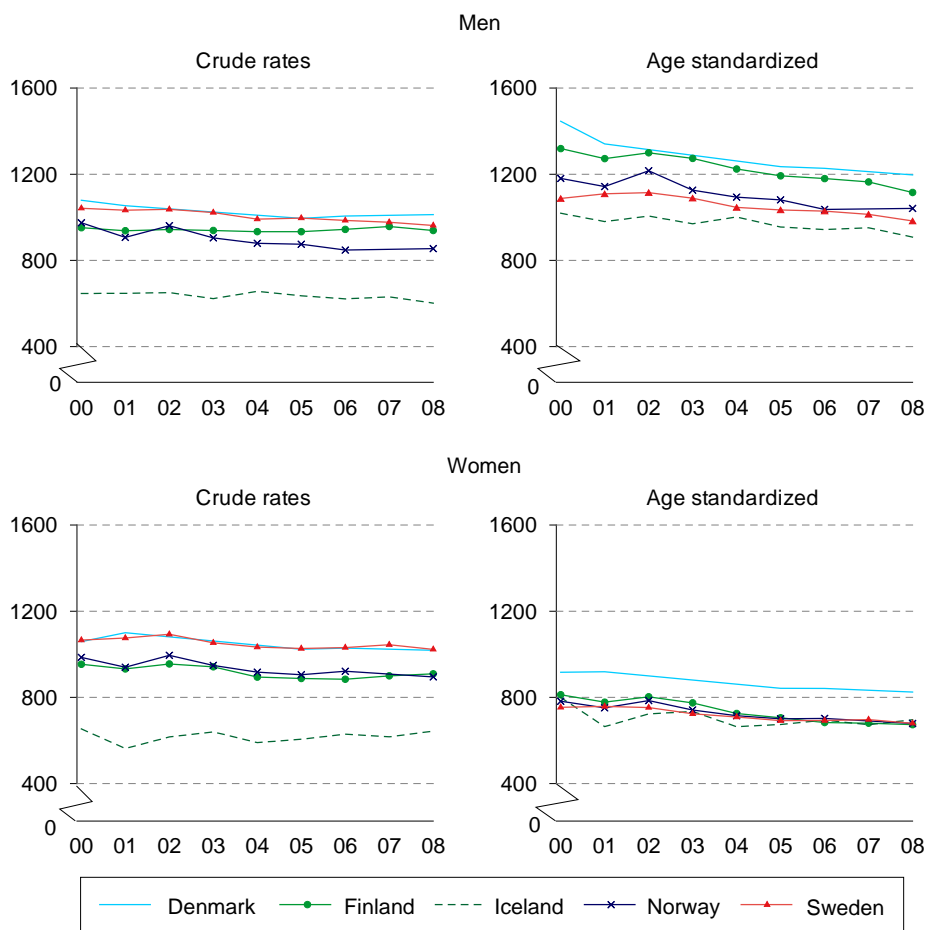 Men
Crude rates Age standardized
1600 1600
1200 1200
800 800
400 400
0 0
00 01 02 03 04 05 06 07 08 00 01 02 03 04 05 06 07 08
Women
Crude rates Age standardized
1600 1600
1200 1200
800 800
400 400
0 0
00 01 02 03 04 05 06 07 08 00 01 02 03 04 05 06 07 08
Denmark Finland Iceland Norway Sweden